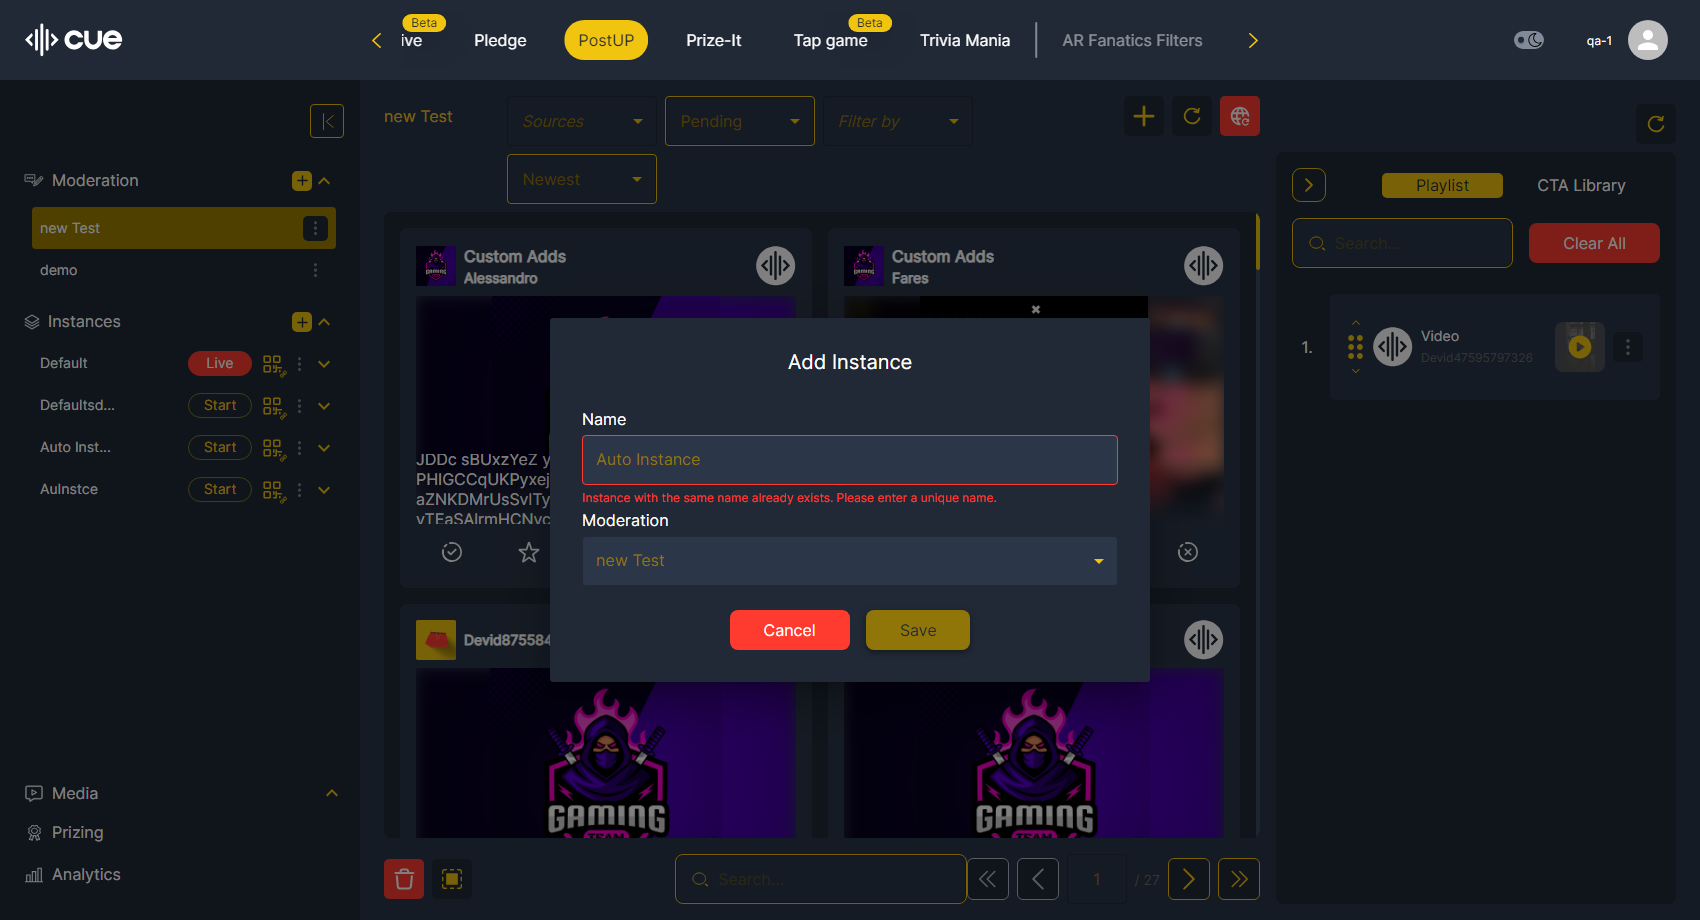 cue
ive
Beta
Pledge
PostUP
Prize-It
Tap game
Beta
Trivia Mania
AR Fanatics Filters
qa-1
Moderation
new Test
demo
Instances
Default
Live
Defaultsd...
Start
Auto Inst...
Start
AuInstce
Start
Media
Prizing
Analytics
new Test
Sources
Pending
Filter by
Newest
Custom Adds
Alessandro
GAMING
JDDc sBUxzYeZ y
PHIGCCqUKPyxej
aZNKDMrUsSvITy
Custom Adds
Fares
GAMING
Devid875584
GAMING
TEAM
GAMING
TEAM
Add Instance
Name
Auto Instance
Instance with the same name already exists. Please enter a unique name.
Moderation
new Test
Cancel
Save
Search...
1
/ 27
Playlist
CTA Library
Search...
Clear All
1.
Video
Devid47595797326